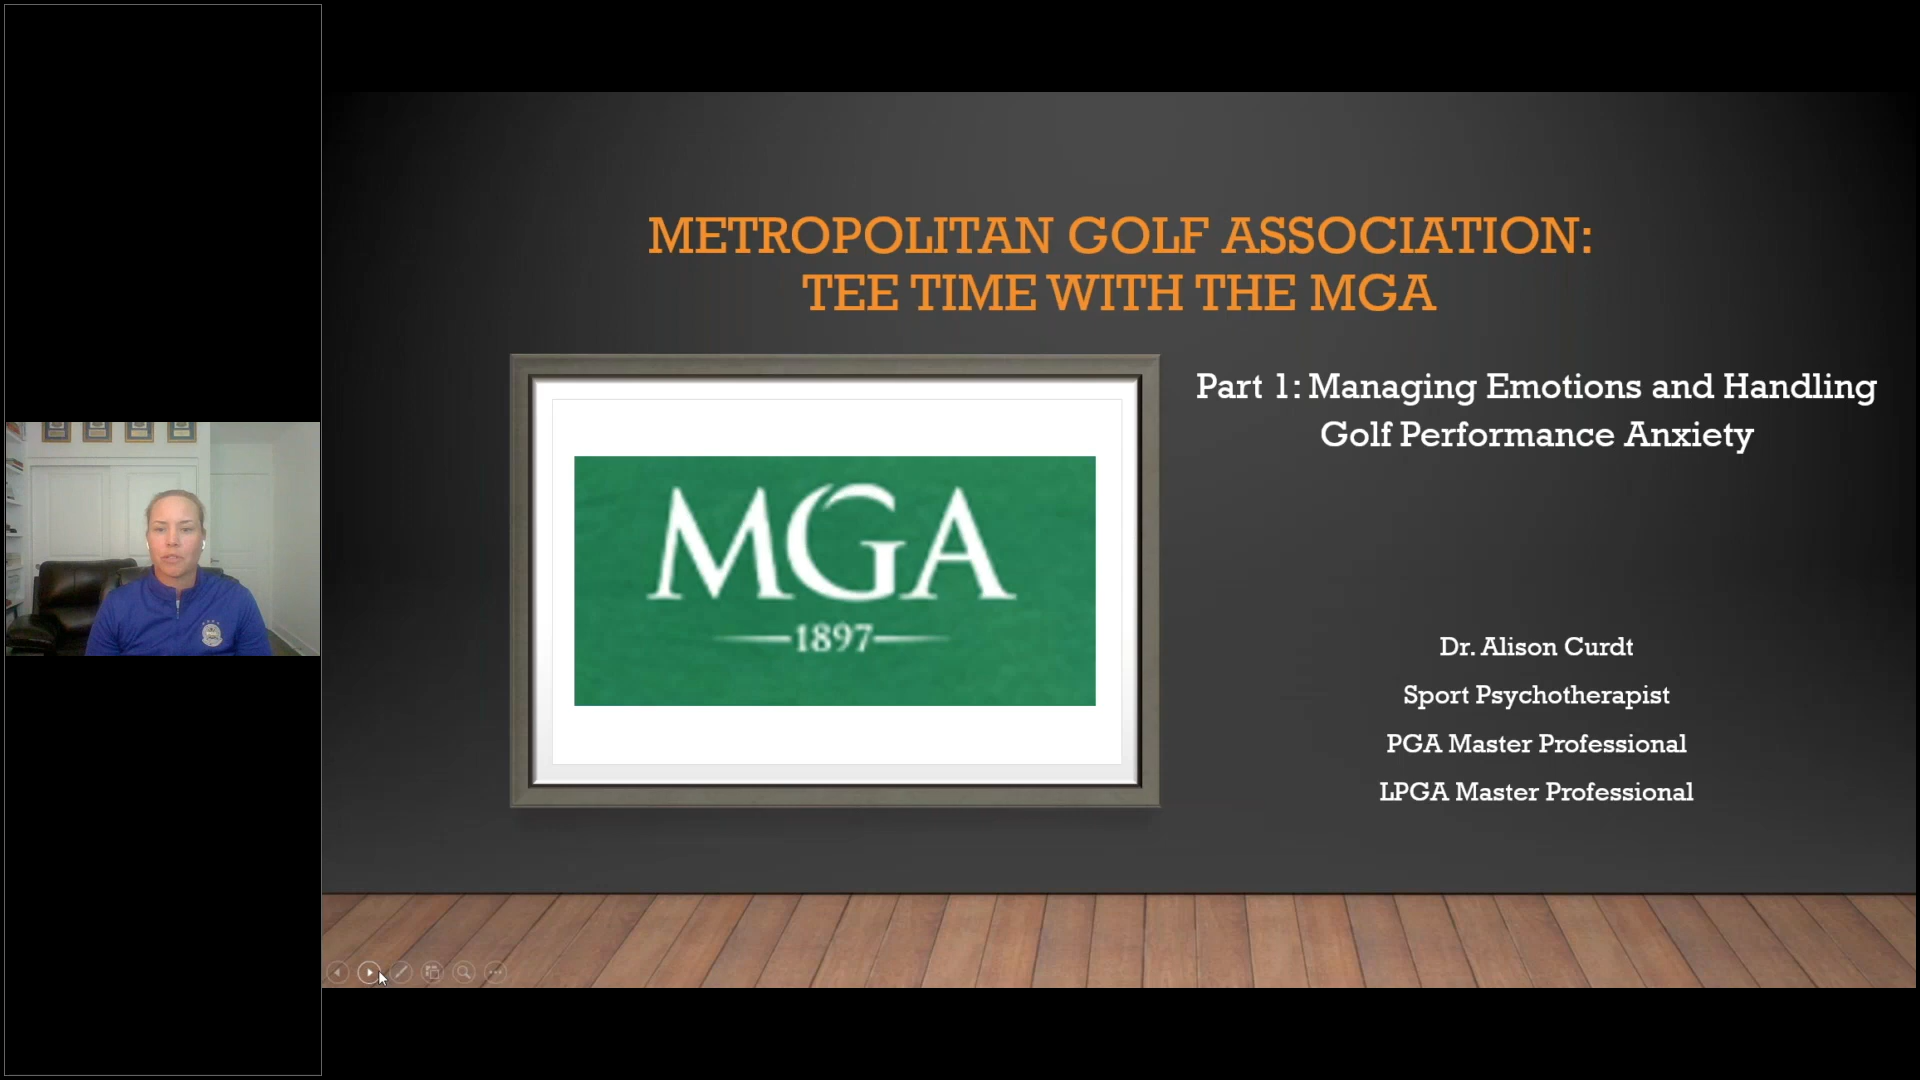 METROPOLITAN GOLF ASSOCIATION:
TEE TIME WITH THE MGA
Part 1: Managing Emotions and Handling
Golf Performance Anxiety
MGA
1897
Dr. Alison Curdt
Sport Psychotherapist
PGA Master Professional
LPGA Master Professional